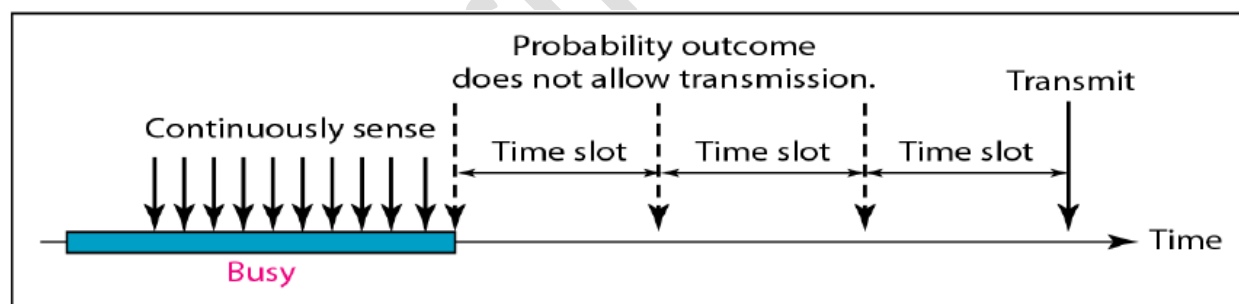 Probability outcome
does not allow transmission.
Transmit
Continuously sense
Time slot
Time slot
Time slot
Time
Busy